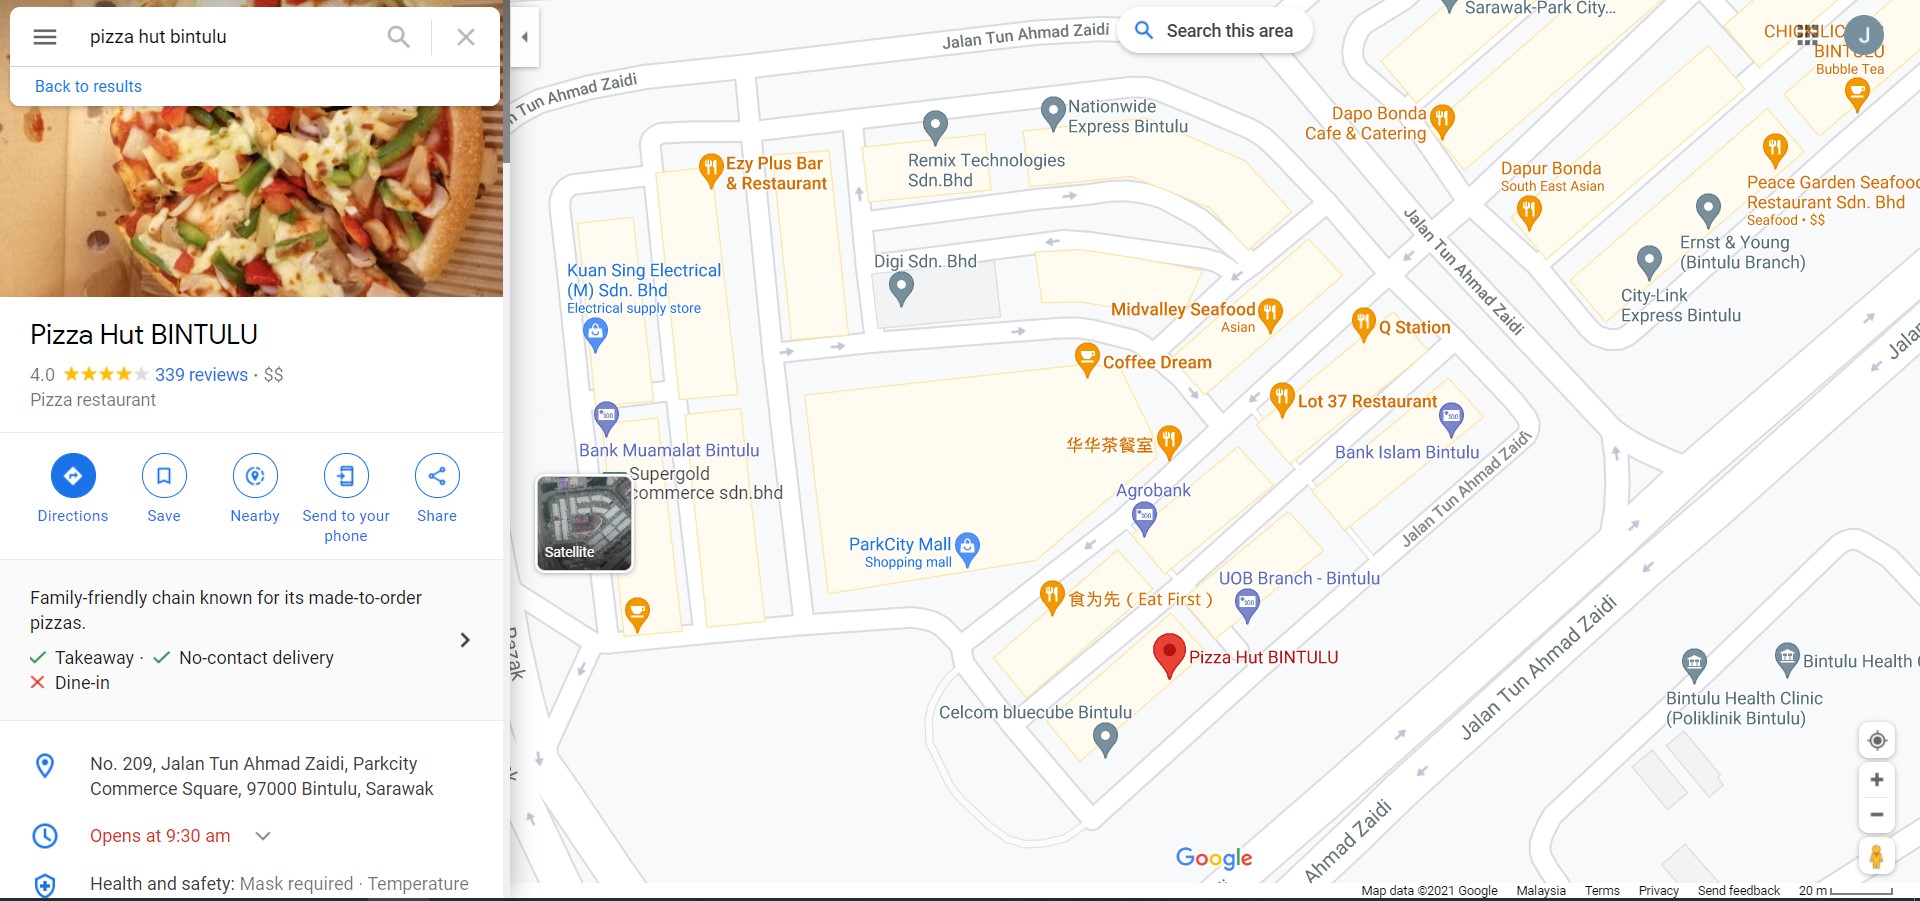 pizza hut bintulu
Back to results
Pizza Hut BINTULU
4.0 339 reviews · $$
Pizza restaurant
Directions
Save
Nearby
Send to your
phone
Share
Family-friendly chain known for its made-to-order
pizzas.
Takeaway · No-contact delivery
Dine-in
No. 209, Jalan Tun Ahmad Zaidi, Parkcity
Commerce Square, 97000 Bintulu, Sarawak
Opens at 9:30 am
Health and safety: Mask required · Temperature
Search this area
J
Sarawak-Park City...
Jalan Tun Ahmad Zaidi
Tun Ahmad Zaidi
BINTULU
Bubble Tea
Nationwide
Express Bintulu
Dapo Bonda
Cafe & Catering
Remix Technologies
Sdn.Bhd
Ezy Plus Bar
& Restaurant
Dapur Bonda
South East Asian
Peace Garden Seafood
Restaurant Sdn. Bhd
Seafood · $$
Ernst & Young
(Bintulu Branch)
City-Link
Express Bintulu
Jalan Tun Ahmad Zaidi
Digi Sdn. Bhd
Kuan Sing Electrical
(M) Sdn. Bhd
Electrical supply store
Midvalley Seafood
Asian
Q Station
Coffee Dream
Lot 37 Restaurant
Bank Islam Bintulu
华华茶餐室
Bank Muamalat Bintulu
Supergold
commerce sdn.bhd
Satellite
Agrobank
Jalan Tun Ahmad Zaidi
ParkCity Mall
Shopping mall
UOB Branch - Bintulu
食为先（Eat First）
Pizza Hut BINTULU
Celcom bluecube Bintulu
Jalan Tun Ahmad Zaidi
Bintulu Health
Bintulu Health Clinic
(Poliklinik Bintulu)
Ahmad Zaidi
Google
Map data ©2021 Google
Malaysia
Terms
Privacy
Send feedback
20 m